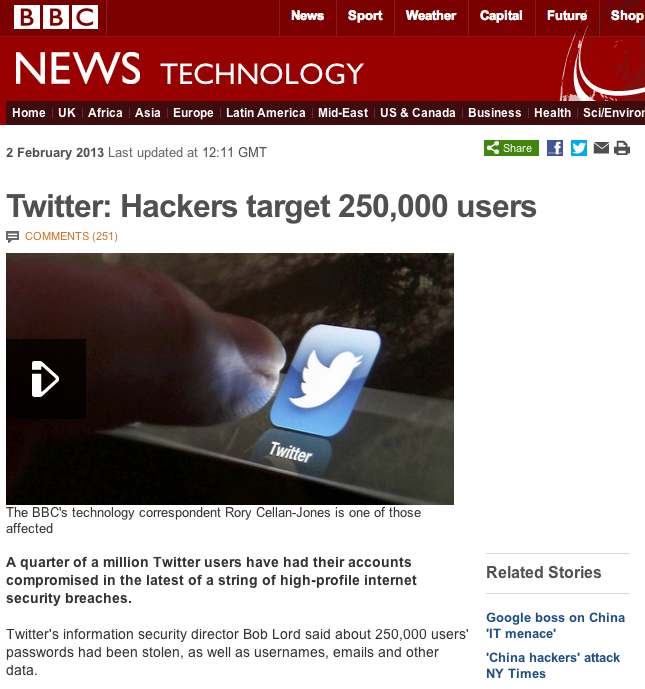 BBC
News Sport Weather Capital Future Shop
NEWS TECHNOLOGY
Home UK Africa Asia Europe Latin America Mid-East US & Canada Business Health Sci/Environ
2 February 2013 Last updated at 12:11 GMT
Share
Twitter: Hackers target 250,000 users
COMMENTS (251)
Twitter
The BBC's technology correspondent Rory Cellan-Jones is one of those
affected
A quarter of a million Twitter users have had their accounts
compromised in the latest of a string of high-profile internet
security breaches.
Twitter's information security director Bob Lord said about 250,000 users'
passwords had been stolen, as well as usernames, emails and other
data.
Related Stories
Google boss on China
'IT menace'
'China hackers' attack
NY Times